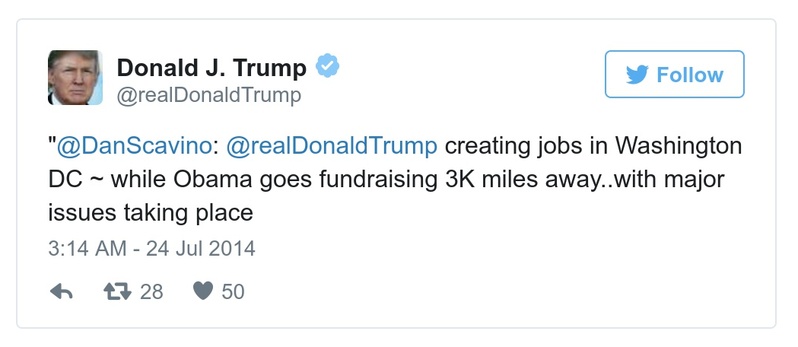 Donald J. Trump
@realDonaldTrump
Follow
"@DanScavino: @realDonaldTrump creating jobs in Washington
DC ~ while Obama goes fundraising 3K miles away..with major
issues taking place
3:14 AM - 24 Jul 2014
28 50